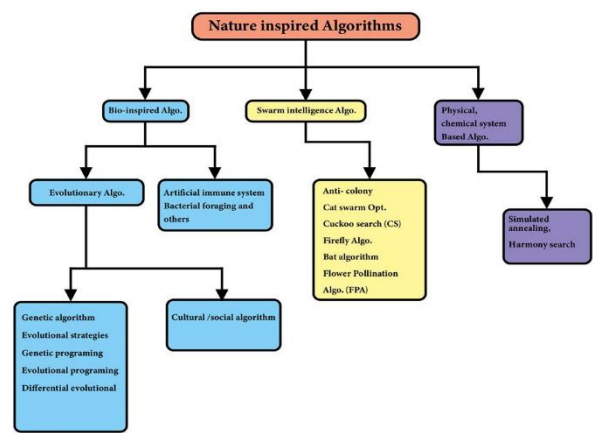 Nature inspired Algorithms
Bio-inspired Algo.
Swarm intelligence Algo.
Physical,
chemical system
Based Algo.
Evolutionary Algo.
Artificial immune system
Bacterial foraging and
others
Anti- colony
Cat swarm Opt.
Cuckoo search (CS)
Firefly Algo.
Bat algorithm
Flower Pollination
Algo. (FPA)
Simulated
annealing,
Harmony search
Genetic algorithm
Evolutional strategies
Genetic programing
Evolutional programing
Differential evolutional
Cultural /social algorithm